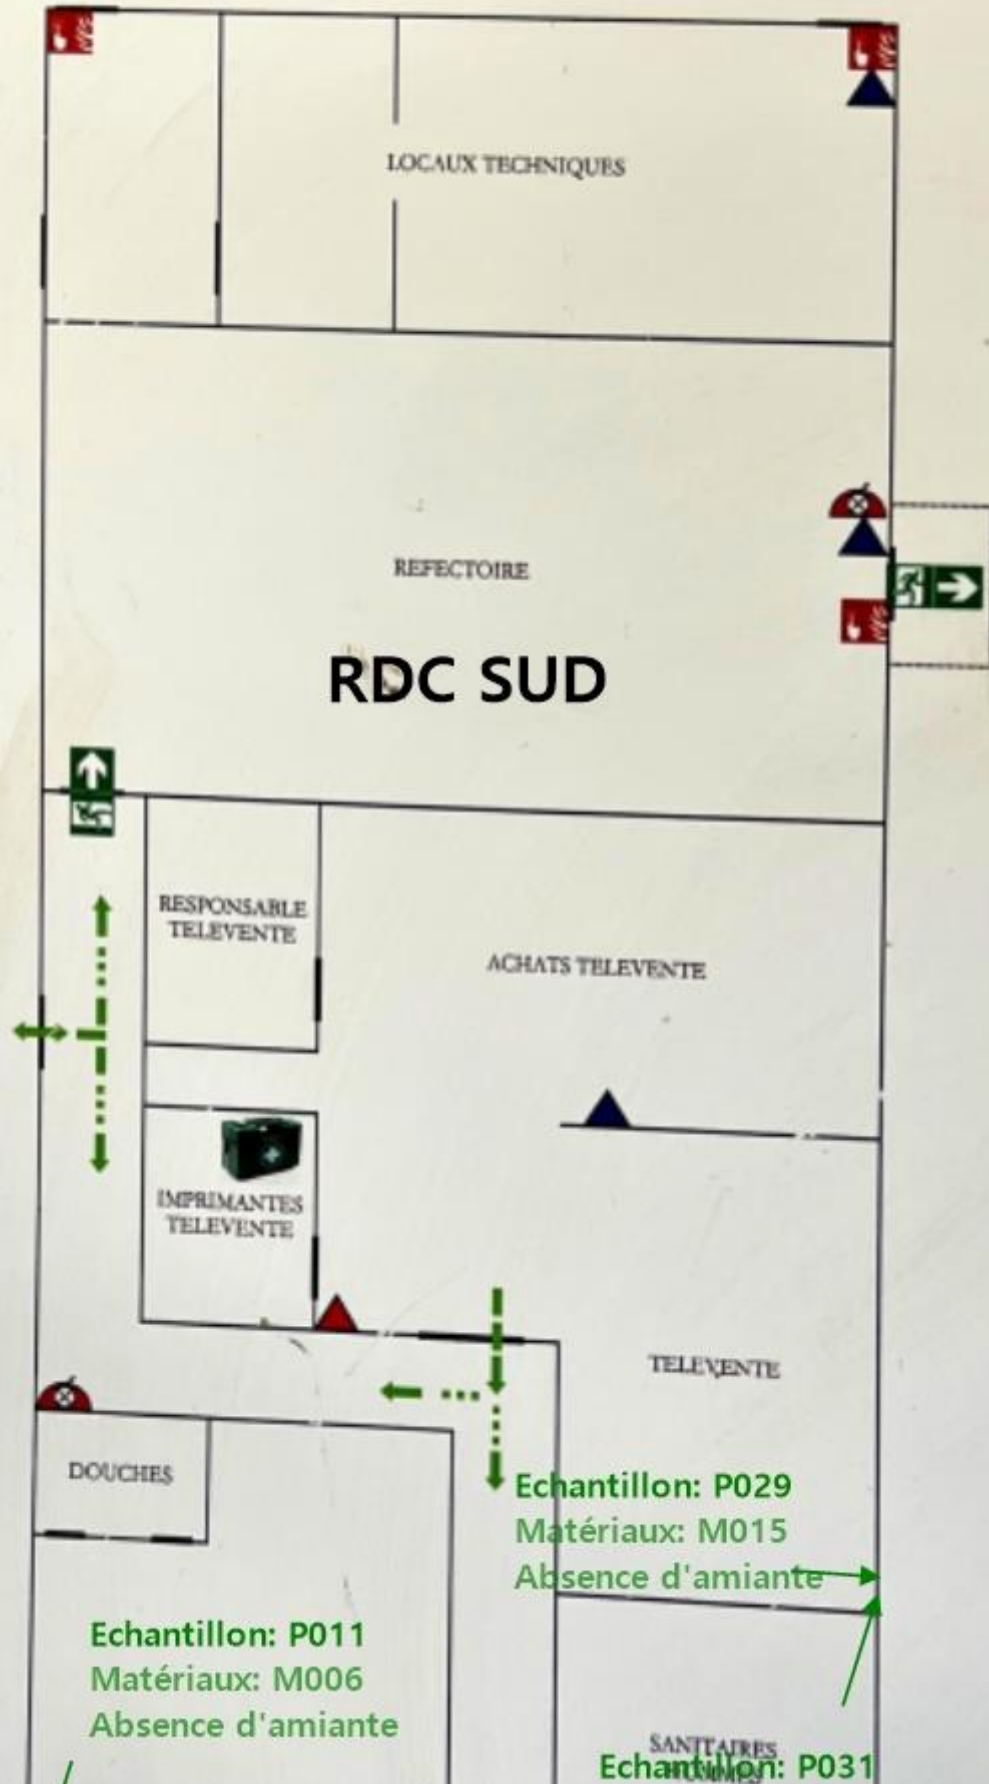 LOCAUX TECHNIQUES
REFECTOIRE
RDC SUD
RESPONSABLE
TELEVENTE
ACHATS TELEVENTE
IMPRIMANTES
TELEVENTE
TELEVENTE
DOUCHES
Echantillon: P029
Matériaux: M015
Absence d'amiante
Echantillon: P011
Matériaux: M006
Absence d'amiante
SANITAIRES
Echantillon: P031